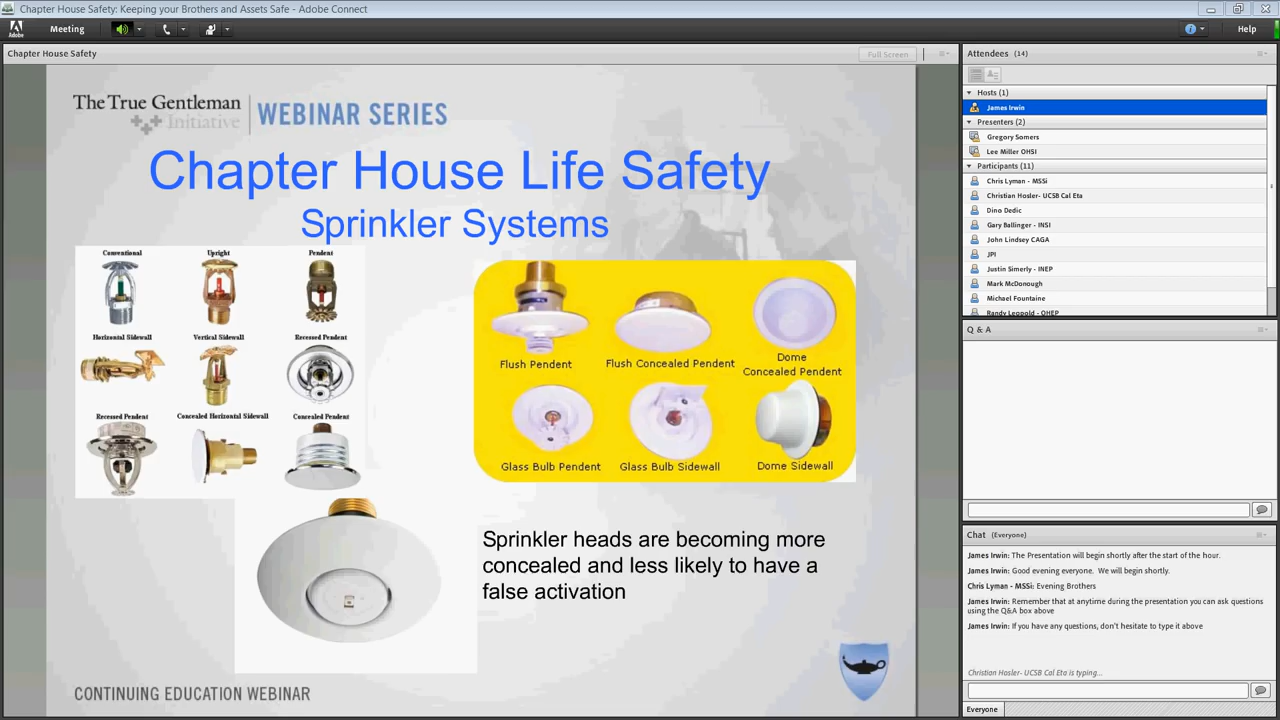 Chapter House Safety: Keeping your Brothers and Assets Safe - Adobe Connect
Adobe
Meeting
Help
Chapter House Safety
Full Screen
The True Gentleman
Initiative
WEBINAR SERIES
Chapter House Life Safety
Sprinkler Systems
Conventional
Upright
Pendent
Horizontal Sidewall
Vertical Sidewall
Recessed Pendent
Recessed Pendent
Concealed Horizontal Sidewall
Concealed Pendent
Flush Pendent
Flush Concealed Pendent
Dome
Concealed Pendent
Glass Bulb Pendent
Glass Bulb Sidewall
Dome Sidewall
Sprinkler heads are becoming more
concealed and less likely to have a
false activation
CONTINUING EDUCATION WEBINAR
Attendees (14)
Hosts (1)
James Irwin
Presenters (2)
Gregory Somers
Lee Miller OHSI
Participants (11)
Chris Lyman - MSSi
Christian Hosler- UCSB Cal Eta
Dino Dedic
Gary Ballinger - INSI
John Lindsey CAGA
JPI
Justin Simerly - INEP
Mark McDonough
Michael Fountaine
Randy Leopold - OHEP
Q & A
Chat (Everyone)
James Irwin: The Presentation will begin shortly after the start of the hour.
James Irwin: Good evening everyone. We will begin shortly.
Chris Lyman - MSSi: Evening Brothers
James Irwin: Remember that at anytime during the presentation you can ask questions
using the Q&A box above
James Irwin: If you have any questions, don't hesitate to type it above
Christian Hosler- UCSB Cal Eta is typing...
Everyone